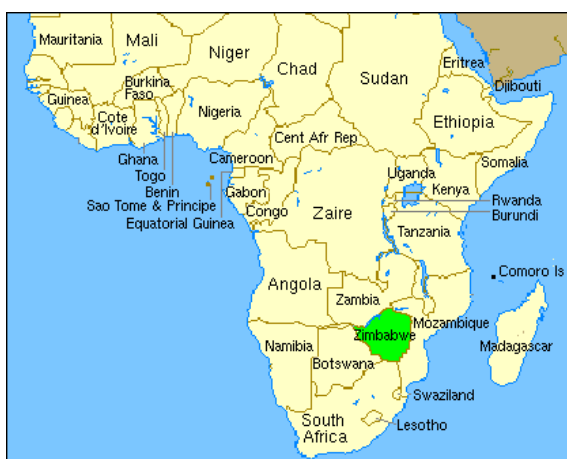 Mauritania
Mali
Niger
Chad
Sudan
Eritrea
Djibouti
Burkina
Faso
Guinea
Cote
d'Ivoire
Nigeria
Ethiopia
Cent Afr Rep
Somalia
Ghana
Togo
Benin
Sao Tome & Principe
Equatorial Guinea
Cameroon
Gabon
Congo
Zaire
Uganda
Kenya
Rwanda
Burundi
Tanzania
Comoro Is
Angola
Zambia
Mozambique
Zimbabwe
Madagascar
Namibia
Botswana
Swaziland
South
Africa
Lesotho